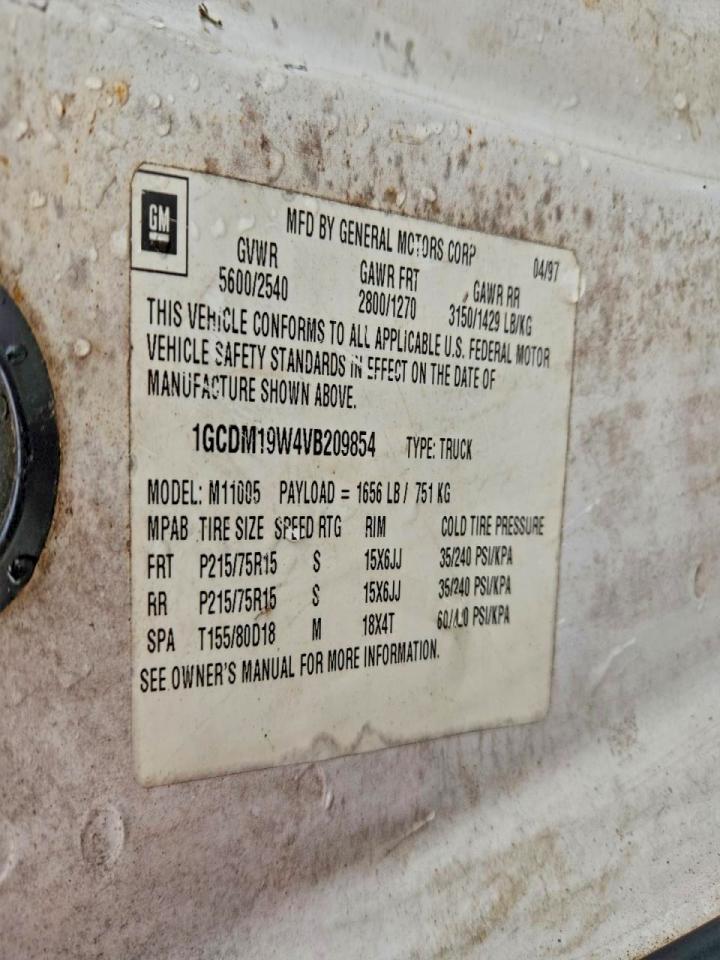 GM
MFD BY GENERAL MOTORS CORP 04/97
GVWR GAWR FRT GAWR RR
5600/2540 2800/1270 3150/1429 LB/KG
THIS VEHICLE CONFORMS TO ALL APPLICABLE U.S. FEDERAL MOTOR
VEHICLE SAFETY STANDARDS IN EFFECT ON THE DATE OF
MANUFACTURE SHOWN ABOVE.
1GCDM19W4VB209854 TYPE: TRUCK
MODEL: M11005 PAYLOAD = 1656 LB / 751 KG
MPAB TIRE SIZE SPEED RTG RIM COLD TIRE PRESSURE
FRT P215/75R15 S 15X6JJ 35/240 PSI/KPA
RR P215/75R15 S 15X6JJ 35/240 PSI/KPA
SPA T155/80D18 M 18X4T PSI/KPA
SEE OWNER'S MANUAL FOR MORE INFORMATION.